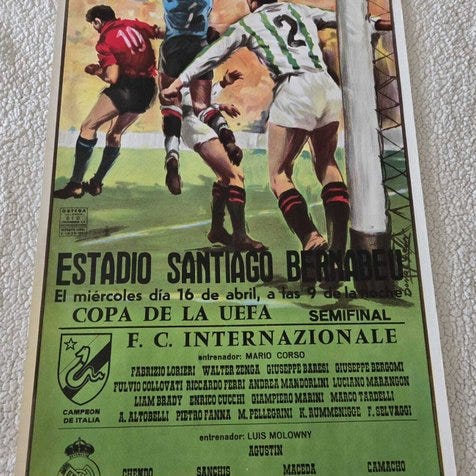 10
ORTEGA
ESTADIO SANTIAGO BERNABEU
El miércoles día 16 de abril, a las 9 de la noche
COPA DE LA UEFA SEMIFINAL
F. C. INTERNAZIONALE
entrenador: MARIO CORSO
FABRIZIO LORIERI WALTER ZENGA GIUSEPPE BARESI GIUSEPPE BERGOMI
FULVIO COLLOVATI RICCARDO FERRI ANDREA MANDORLINI LUCIANO MARANGON
LIAM BRADY ENRICO CUCCHI GIAMPIERO MARINI MARCO TARDELLI
A. ALTOBELLI PIETRO FANNA M. PELLEGRINI K. RUMMENIGGE F. SELVAGGI
CAMPEON
DE ITALIA
entrenador: LUIS MOLOWNY
AGUSTIN
CHENDO SANCHIS MACEDA CAMACHO